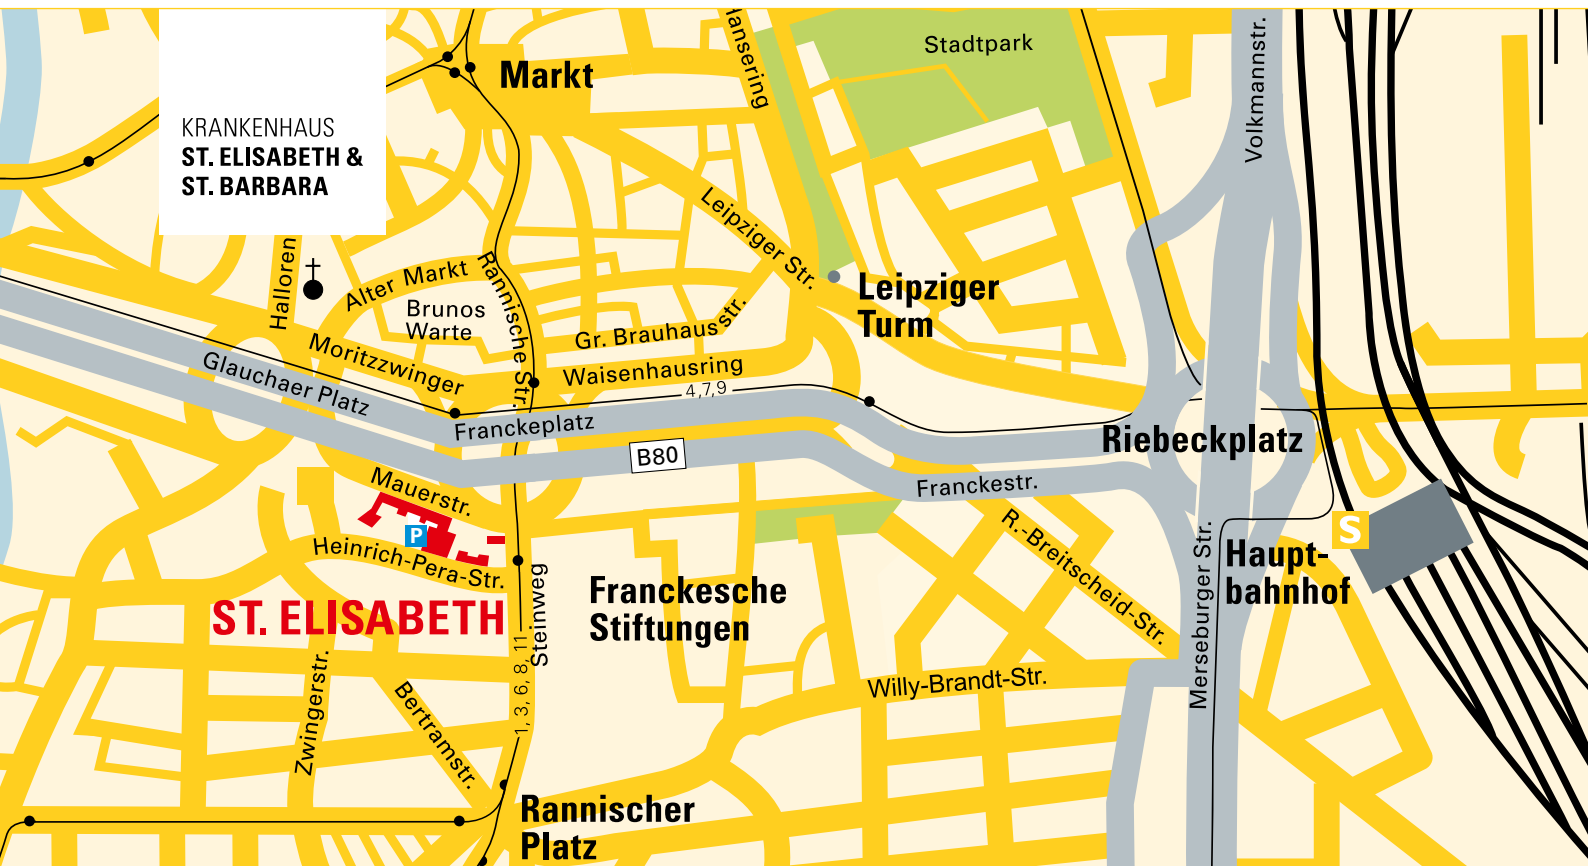 Hansering
Stadtpark
Volkmannstr.
Markt
KRANKENHAUS
ST. ELISABETH &
ST. BARBARA
Leipziger Str.
Halloren
Alter Markt
Rannische Str.
Brunos
Warte
Leipziger
Turm
Gr. Brauhausstr.
Moritzzwinger
Waisenhausring
Glauchaer Platz
4,7,9
Franckeplatz
B80
Riebeckplatz
Mauerstr.
Franckestr.
P
S
R.-Breitscheid-Str.
Heinrich-Pera-Str.
Merseburger Str.
Haupt-
bahnhof
ST. ELISABETH
Steinweg
Franckesche
Stiftungen
1, 3, 6, 8, 11
Zwingerstr.
Bertramstr.
Willy-Brandt-Str.
Rannischer
Platz